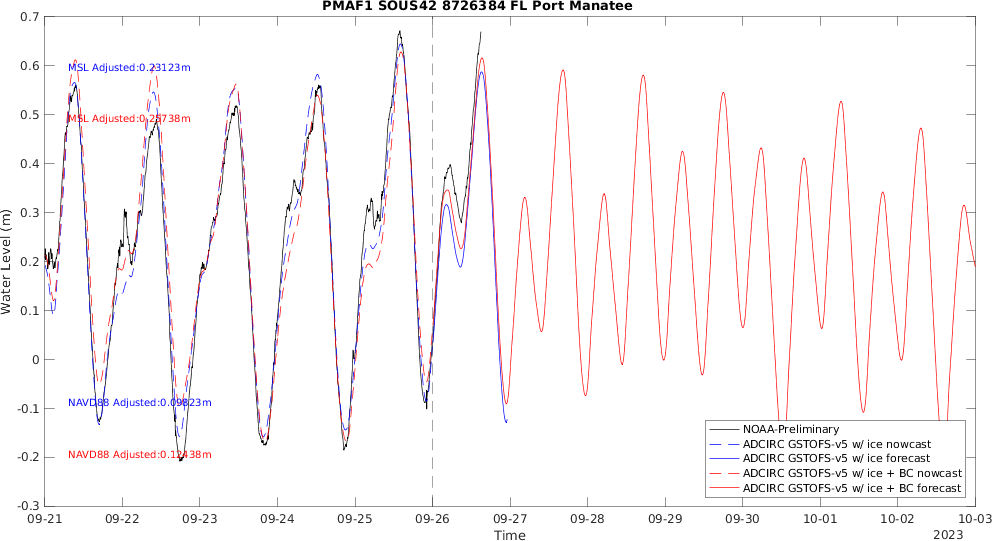 PMAF1 SOUS42 8726384 FL Port Manatee
0.7
0.6
0.5
0.4
0.3
0.2
0.1
0
-0.1
-0.2
-0.3
Water Level (m)
MSL Adjusted:0.23123m
MSL Adjusted:0.25738m
NAVD88 Adjusted:0.09823m
NAVD88 Adjusted:0.12438m
NOAA-Preliminary
ADCIRC GSTOFS-v5 w/ ice nowcast
ADCIRC GSTOFS-v5 w/ ice forecast
ADCIRC GSTOFS-v5 w/ ice + BC nowcast
ADCIRC GSTOFS-v5 w/ ice + BC forecast
09-21 09-22 09-23 09-24 09-25 09-26 09-27 09-28 09-29 09-30 10-01 10-02 10-03
Time
2023